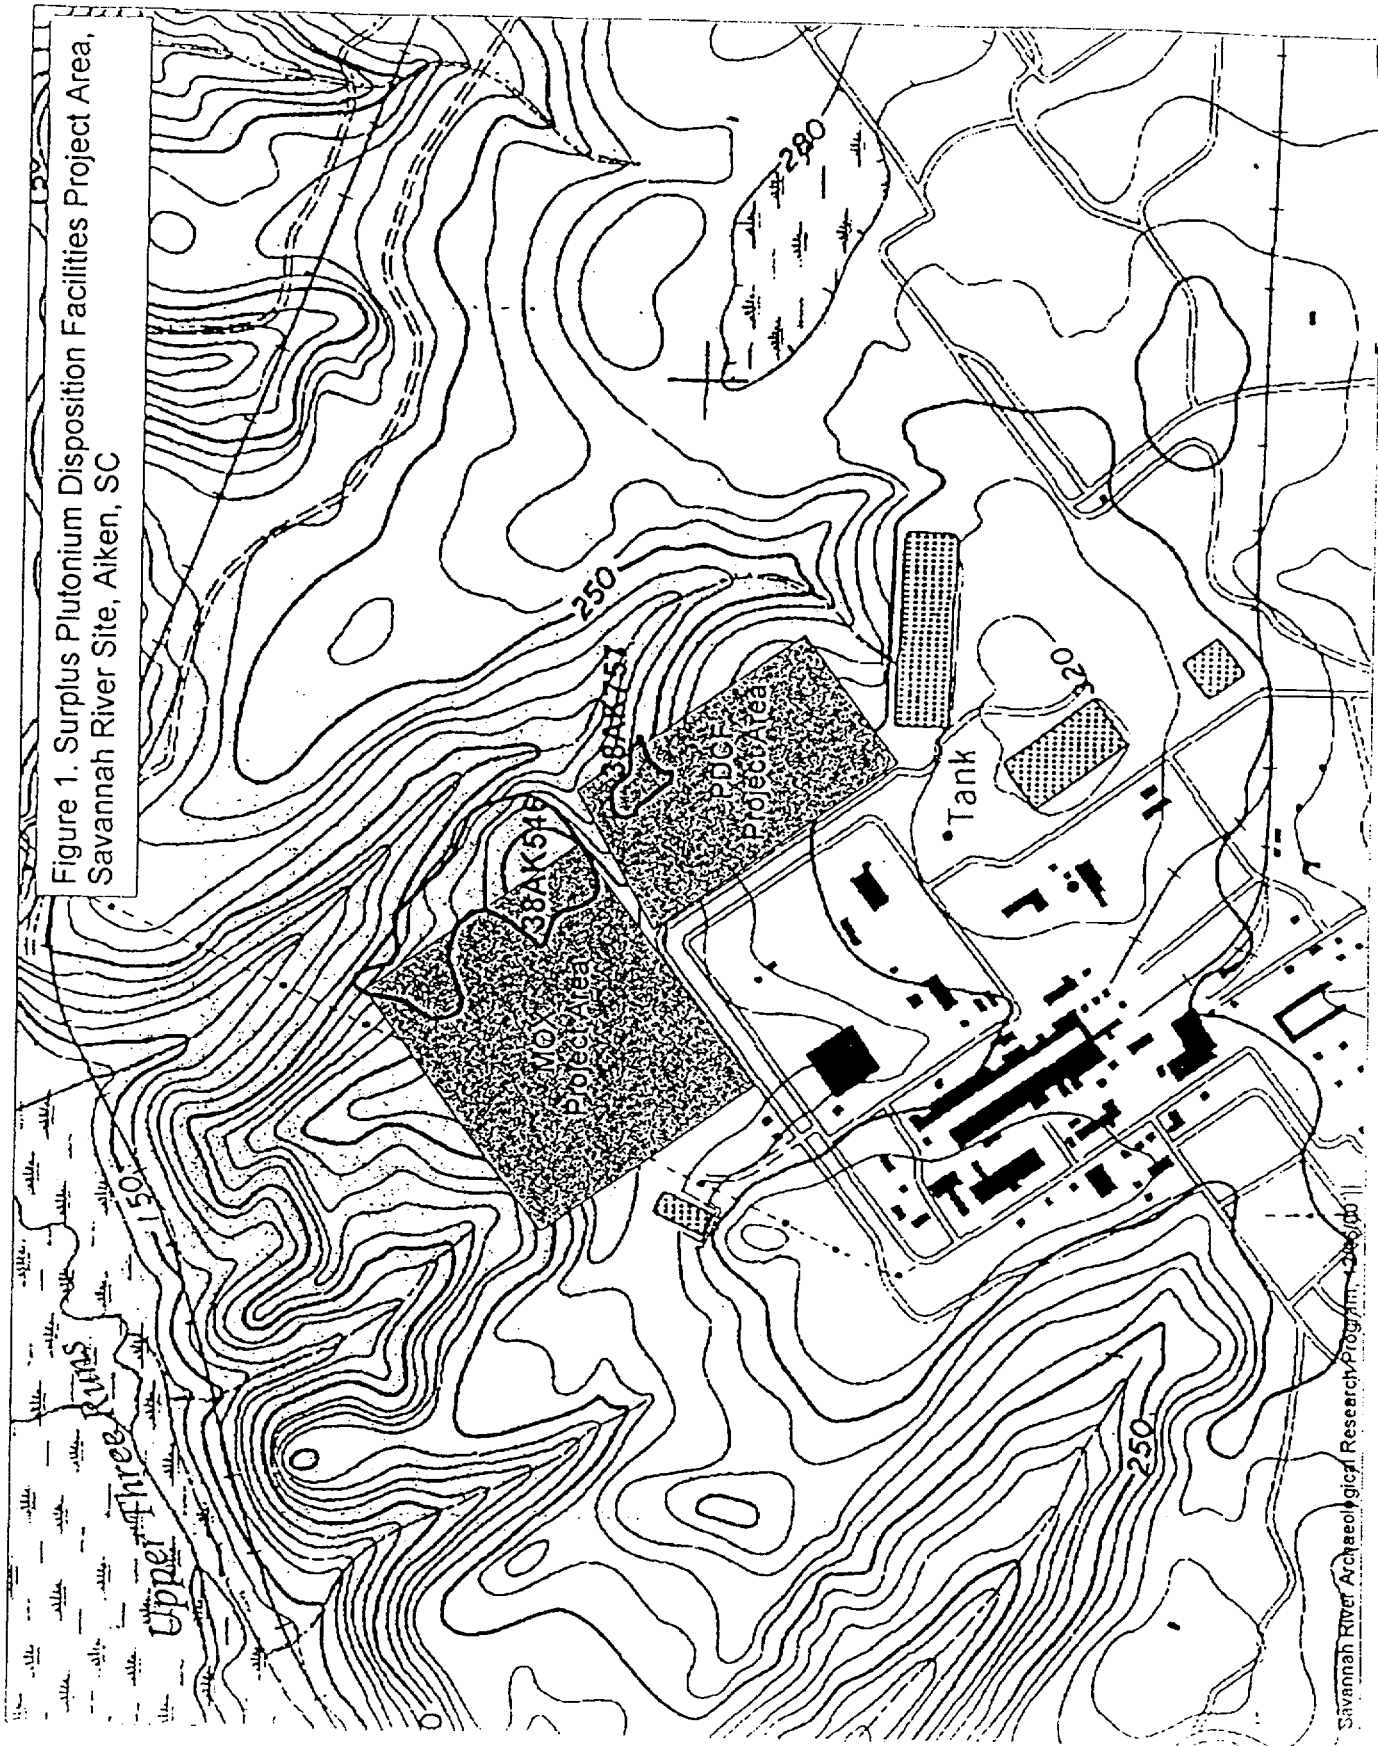 Figure 1. Surplus Plutonium Disposition Facilities Project Area,
Savannah River Site, Aiken, SC
150
Upper Three Runs
250
280
38AK757
38AK546
MOX
Project Area
PDCF
Project Area
320
Tank
250
Savannah River Archaeological Research Program,